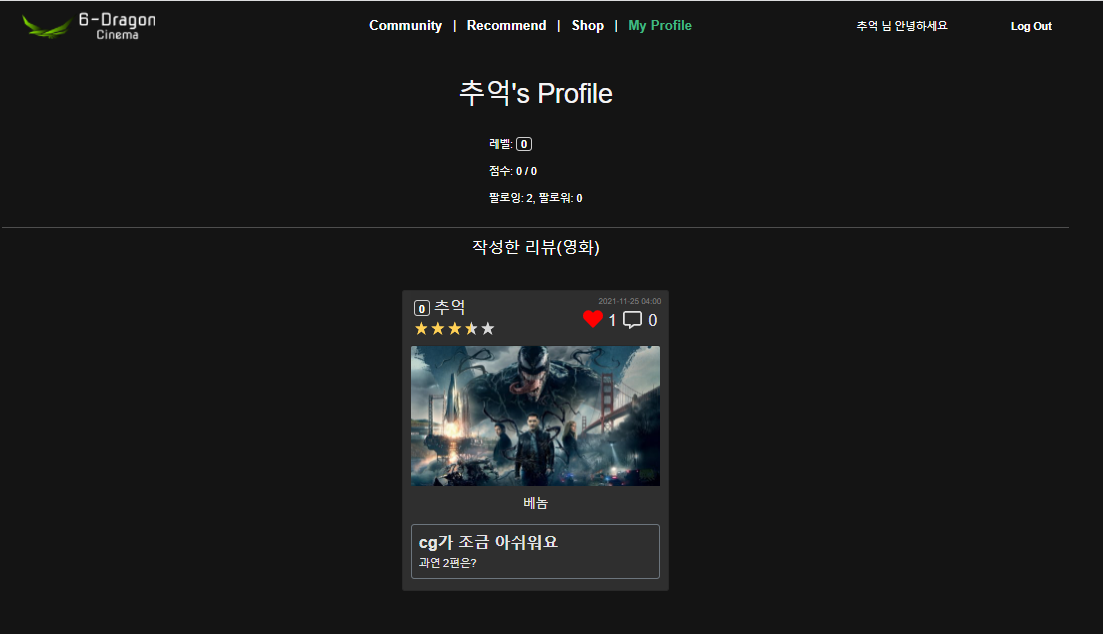 6-Dragon
Cinema
Community | Recommend | Shop | My Profile
추억 님 안녕하세요
Log Out
추억's Profile
레벨: 0
점수: 0 / 0
팔로잉: 2, 팔로워: 0
작성한 리뷰(영화)
0 추억
2021-11-25 04:00
1 0
베놈
cg가 조금 아쉬워요
과연 2편은?